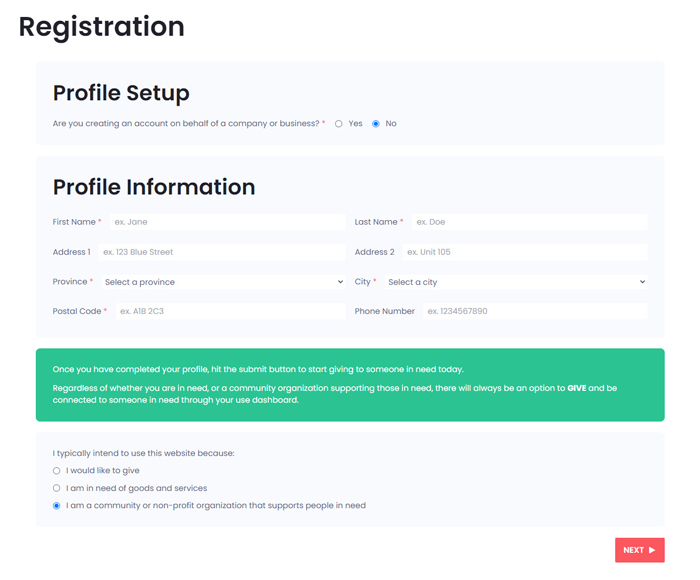 Registration
Profile Setup
Are you creating an account on behalf of a company or business? * Yes No
Profile Information
First Name * ex. Jane Last Name * ex. Doe
Address 1 ex. 123 Blue Street Address 2 ex. Unit 105
Province * Select a province City * Select a city
Postal Code * ex. A1B 2C3 Phone Number ex. 1234567890
Once you have completed your profile, hit the submit button to start giving to someone in need today.
Regardless of whether you are in need, or a community organization supporting those in need, there will always be an option to GIVE and be
connected to someone in need through your use dashboard.
I typically intend to use this website because:
I would like to give
I am in need of goods and services
I am a community or non-profit organization that supports people in need
NEXT